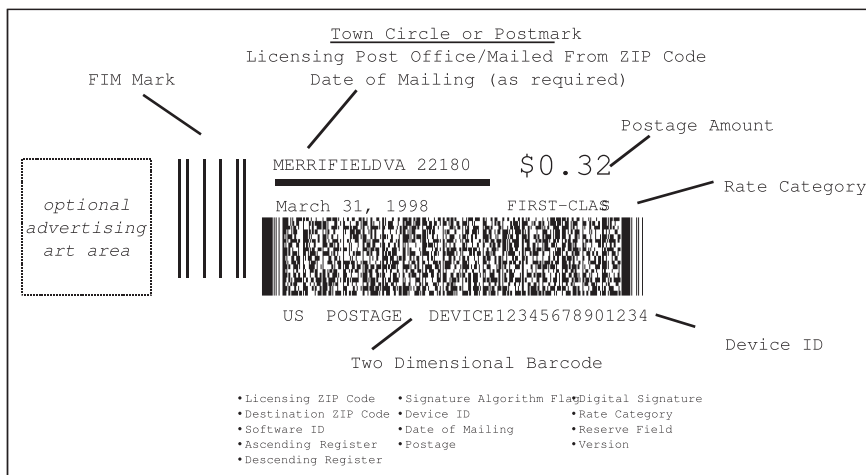 Town Circle or Postmark
Licensing Post Office/Mailed From ZIP Code
FIM Mark
Date of Mailing (as required)
Postage Amount
MERRIFIELDVA 22180
$0.32
Rate Category
optional
advertising
art area
March 31, 1998
FIRST-CLASS
US POSTAGE DEVICE12345678901234
Device ID
Two Dimensional Barcode
•Licensing ZIP Code •Signature Algorithm Flag •Digital Signature
•Destination ZIP Code •Device ID •Rate Category
•Software ID •Date of Mailing •Reserve Field
•Ascending Register •Postage •Version
•Descending Register